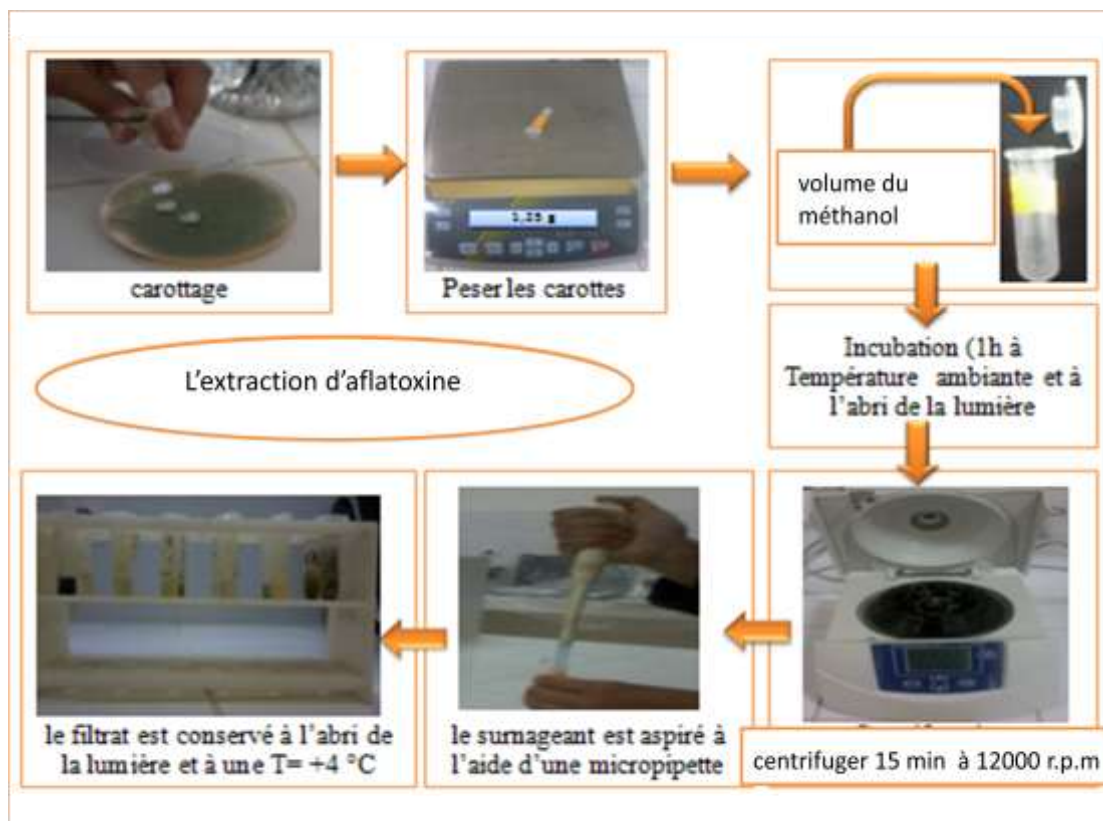 carottage
1,25 g
Peser les carottes
volume du
méthanol
Incubation (1h à
Température ambiante et à
l'abri de la lumière
L'extraction d'aflatoxine
centrifuger 15 min à 12000 r.p.m
le surnageant est aspiré à
l'aide d'une micropipette
le filtrat est conservé à l'abri de
la lumière et à une T= +4 °C